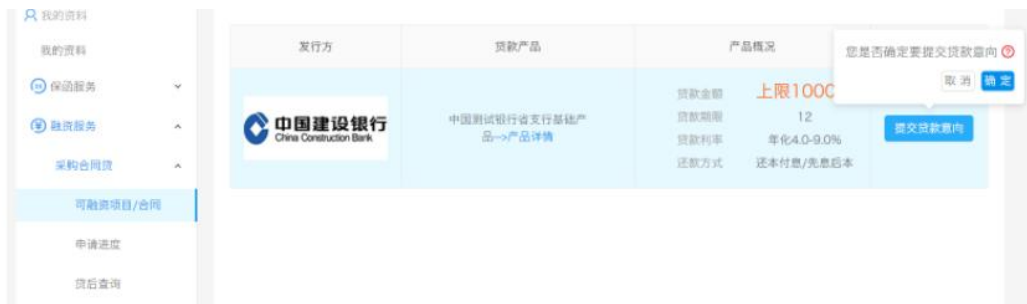 我的资料
我的资料
保函服务
融资服务
采购合同贷
可融资项目/合同
申请进度
贷后查询
发行方
贷款产品
产品概况
中国建设银行
China Construction Bank
中国测试银行省支行基础产
品-->产品详情
贷款金额 上限1000
贷款期限 12
贷款利率 年化4.0-9.0%
还款方式 还本付息/先息后本
您是否确定要提交贷款意向
取消 确定
提交贷款意向